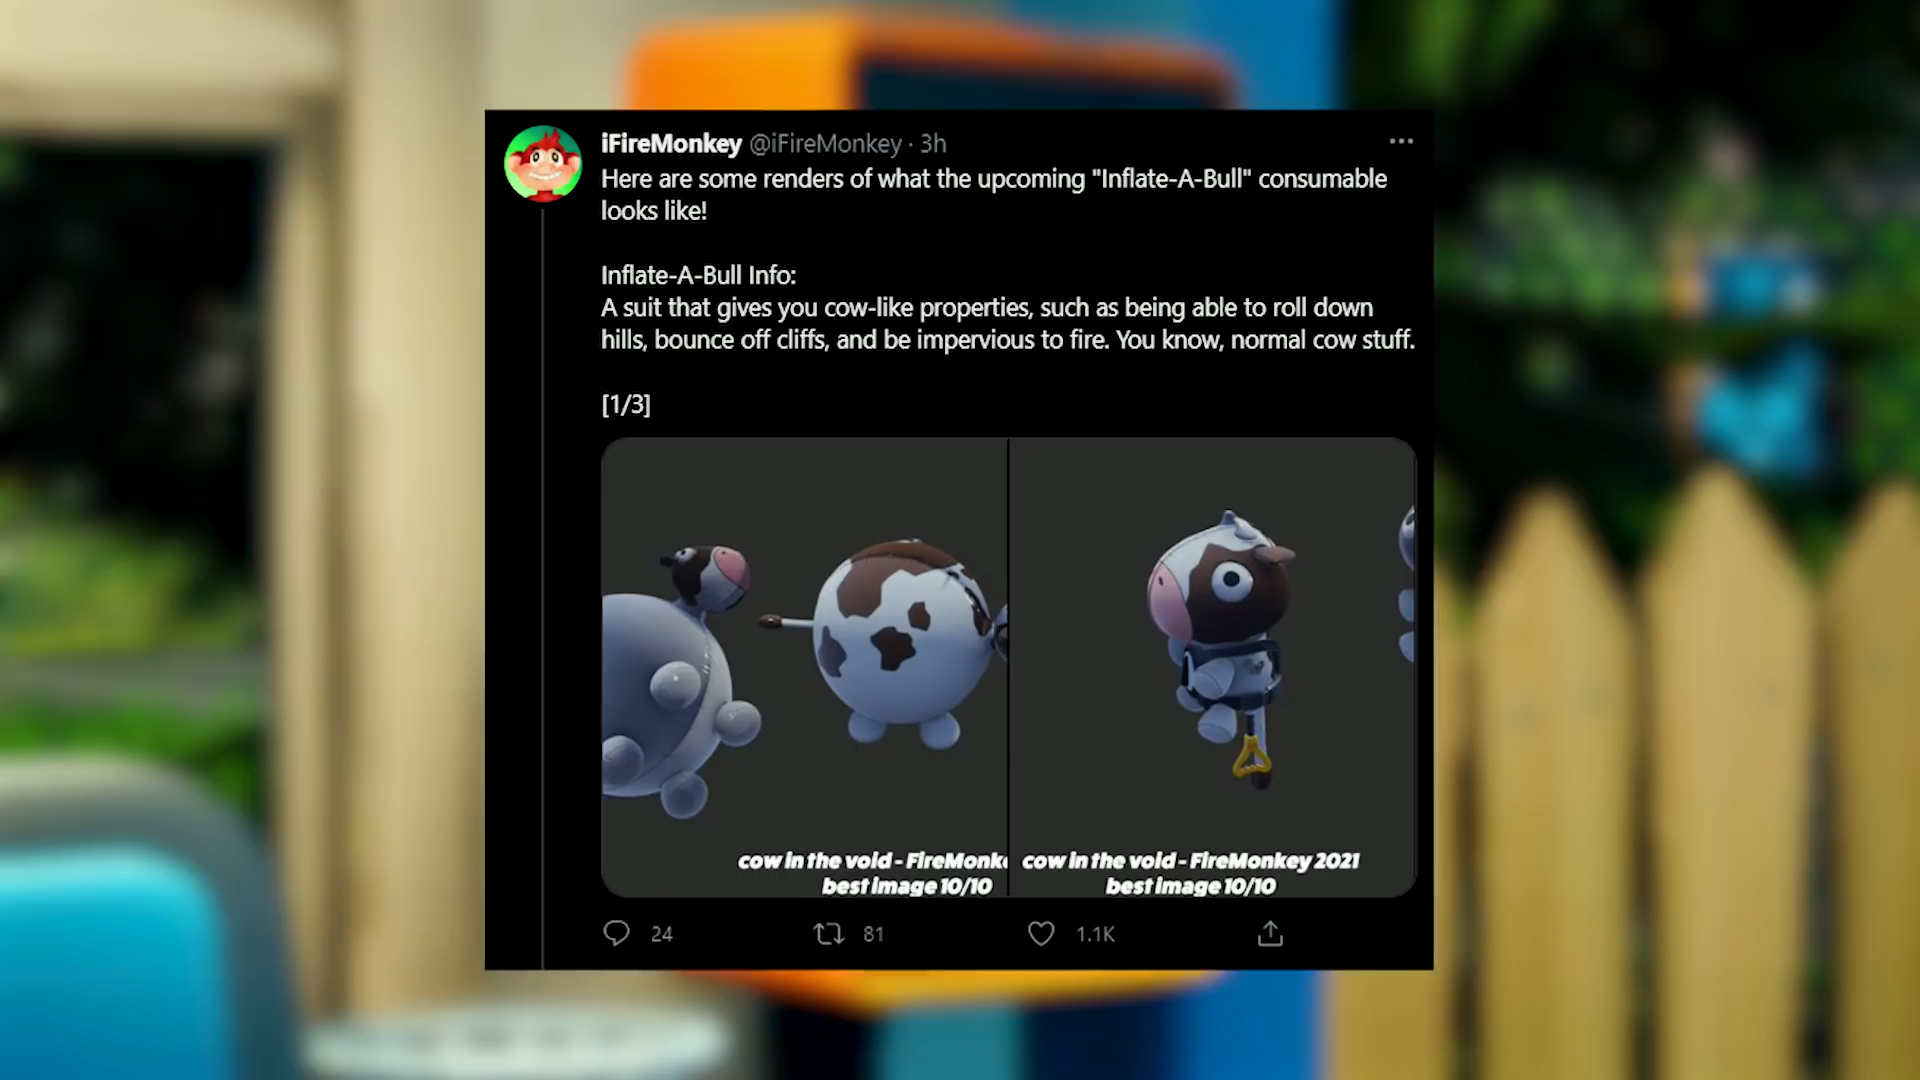 iFireMonkey @iFireMonkey · 3h
Here are some renders of what the upcoming "Inflate-A-Bull" consumable
looks like!
Inflate-A-Bull Info:
A suit that gives you cow-like properties, such as being able to roll down
hills, bounce off cliffs, and be impervious to fire. You know, normal cow stuff.
[1/3]
cow in the void - FireMonke
best image 10/10
cow in the void - FireMonkey 2021
best image 10/10
24 81 1.1K